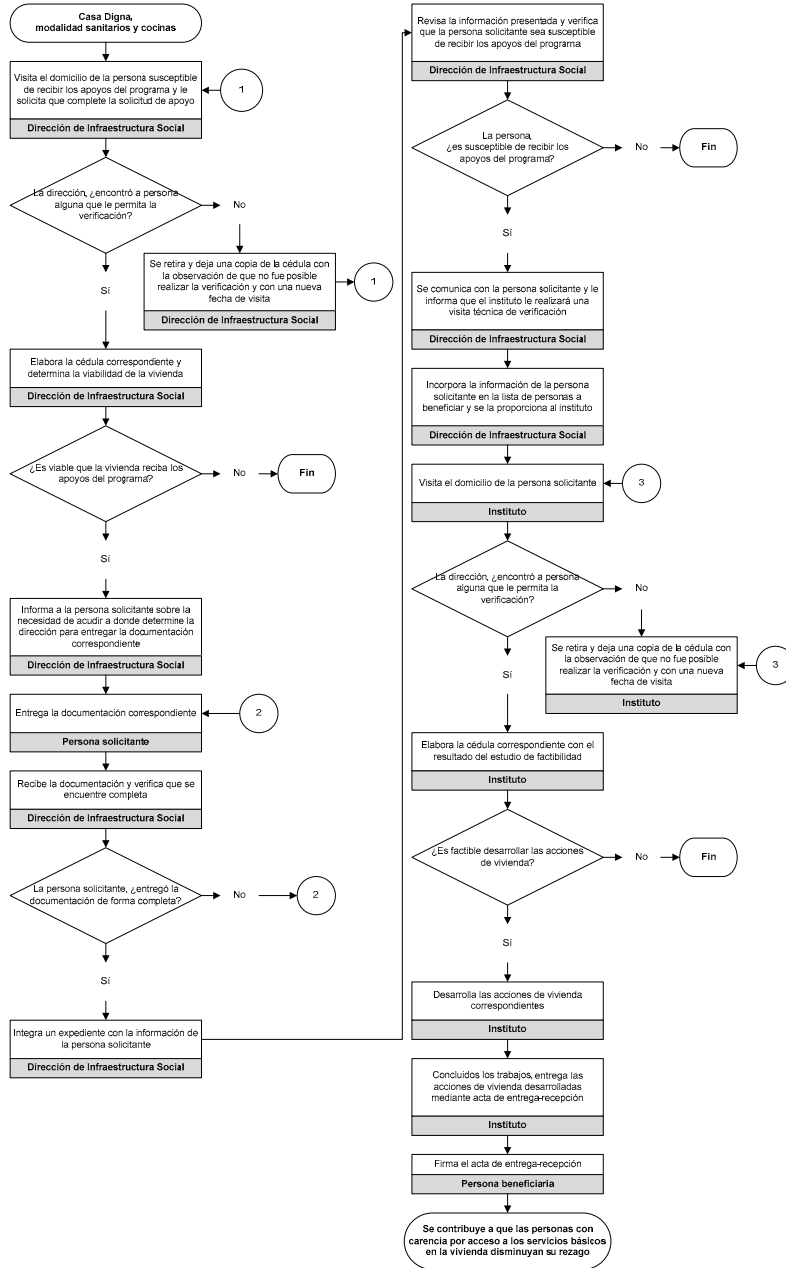 Casa Digna,
modalidad sanitarios y cocinas
Visita el domicilio de la persona susceptible
de recibir los apoyos del programa y le
solicita que complete la solicitud de apoyo
Dirección de Infraestructura Social
1
La dirección, ¿encontró a persona
alguna que le permita la
verificación?
No
Se retira y deja una copia de la cédula con
la observación de que no fue posible
realizar la verificación y con una nueva
fecha de visita
Dirección de Infraestructura Social
1
Sí
Elabora la cédula correspondiente y
determina la viabilidad de la vivienda
Dirección de Infraestructura Social
¿Es viable que la vivienda reciba los
apoyos del programa?
No
Fin
Sí
Informa a la persona solicitante sobre la
necesidad de acudir a donde determine la
dirección para entregar la documentación
correspondiente
Dirección de Infraestructura Social
Entrega la documentación correspondiente
Persona solicitante
2
Recibe la documentación y verifica que se
encuentre completa
Dirección de Infraestructura Social
La persona solicitante, ¿entregó la
documentación de forma completa?
No
2
Sí
Integra un expediente con la información de
la persona solicitante
Dirección de Infraestructura Social
Revisa la información presentada y verifica
que la persona solicitante sea susceptible
de recibir los apoyos del programa
Dirección de Infraestructura Social
La persona,
¿es susceptible de recibir los
apoyos del programa?
No
Fin
Sí
Se comunica con la persona solicitante y le
informa que el instituto le realizará una
visita técnica de verificación
Dirección de Infraestructura Social
Incorpora la información de la persona
solicitante en la lista de personas a
beneficiar y se la proporciona al instituto
Dirección de Infraestructura Social
Visita el domicilio de la persona solicitante
Instituto
3
La dirección, ¿encontró a persona
alguna que le permita la
verificación?
No
Se retira y deja una copia de la cédula con
la observación de que no fue posible
realizar la verificación y con una nueva
fecha de visita
Instituto
3
Sí
Elabora la cédula correspondiente con el
resultado del estudio de factibilidad
Instituto
¿Es factible desarrollar las acciones
de vivienda?
No
Fin
Sí
Desarrolla las acciones de vivienda
correspondientes
Instituto
Concluidos los trabajos, entrega las
acciones de vivienda desarrolladas
mediante acta de entrega-recepción
Instituto
Firma el acta de entrega-recepción
Persona beneficiaria
Se contribuye a que las personas con
carencia por acceso a los servicios básicos
en la vivienda disminuyan su rezago